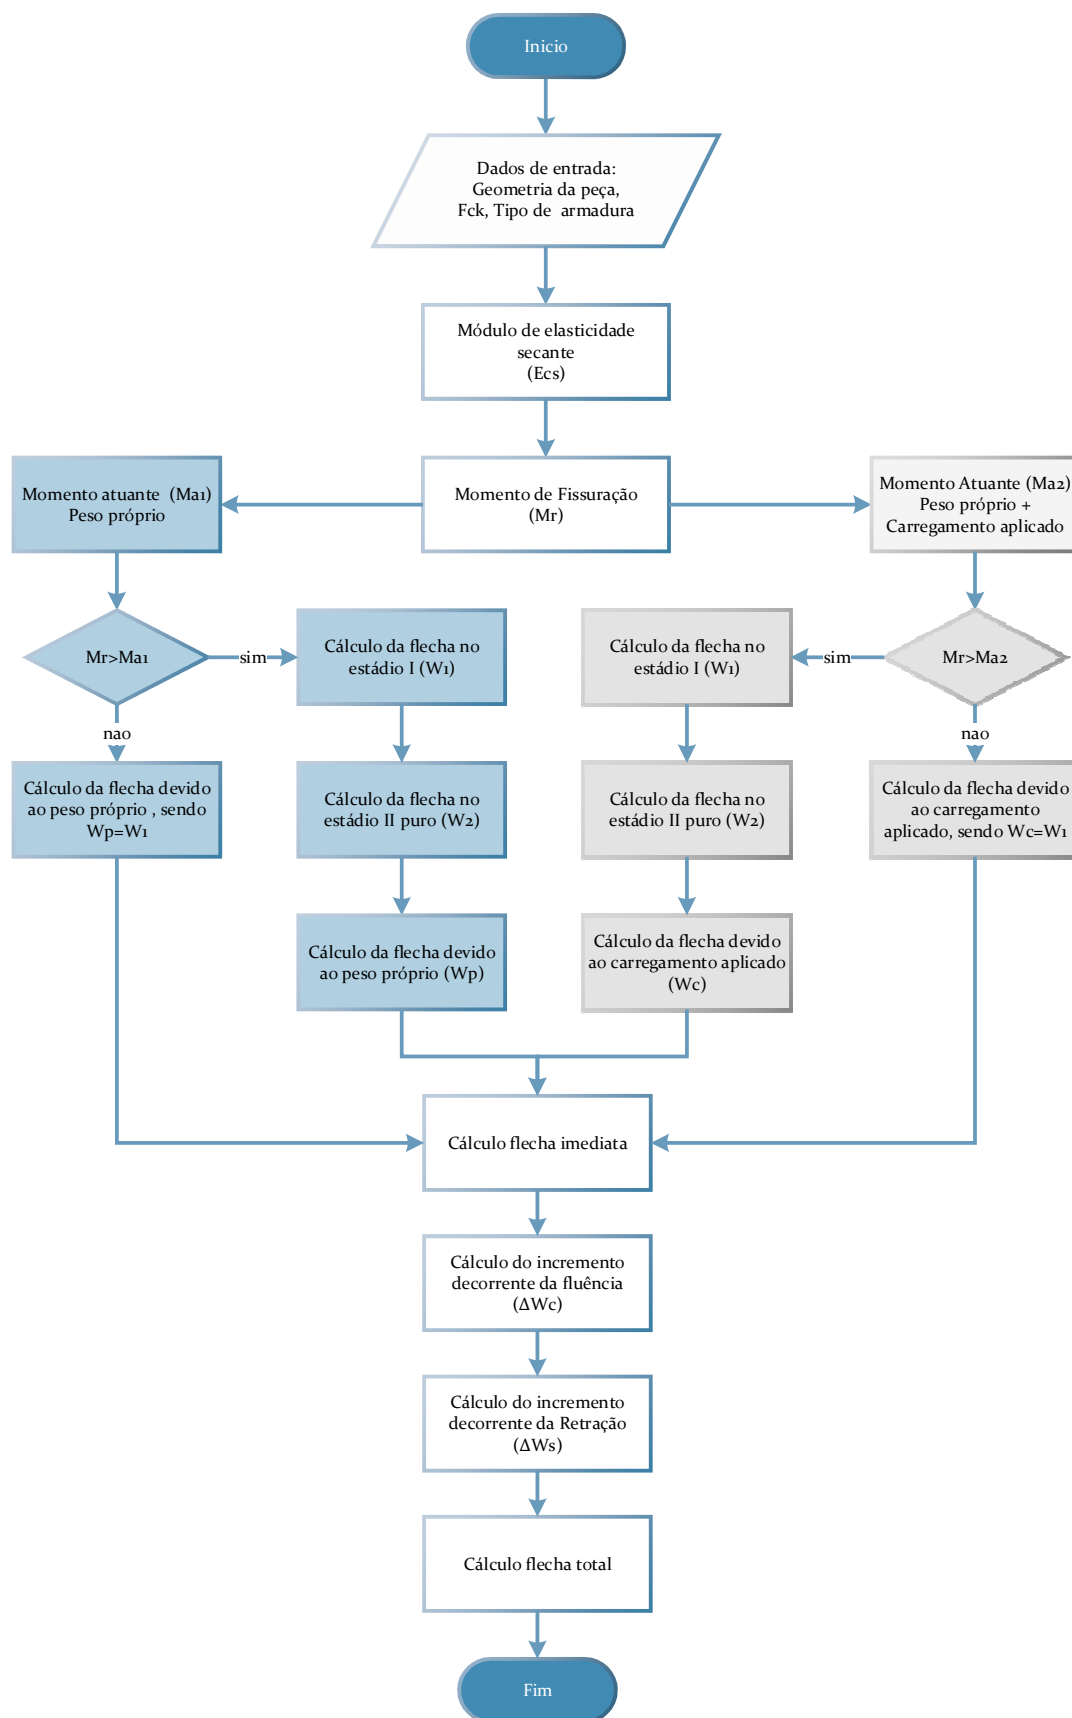 Inicio
Dados de entrada:
Geometria da peça,
Fck, Tipo de armadura
Módulo de elasticidade
secante
(Ecs)
Momento atuante (Ma1)
Peso próprio
Momento de Fissuração
(Mr)
Momento Atuante (Ma2)
Peso próprio +
Carregamento aplicado
Mr>Ma1
sim
Cálculo da flecha no
estádio I (W1)
Cálculo da flecha no
estádio I (W1)
sim
Mr>Ma2
nao
nao
Cálculo da flecha devido
ao peso próprio , sendo
Wp=W1
Cálculo da flecha no
estádio II puro (W2)
Cálculo da flecha no
estádio II puro (W2)
Cálculo da flecha devido
ao carregamento
aplicado, sendo Wc=W1
Cálculo da flecha devido
ao peso próprio (Wp)
Cálculo da flecha devido
ao carregamento aplicado
(Wc)
Cálculo flecha imediata
Cálculo do incremento
decorrente da fluência
(ΔWc)
Cálculo do incremento
decorrente da Retração
(ΔWs)
Cálculo flecha total
Fim